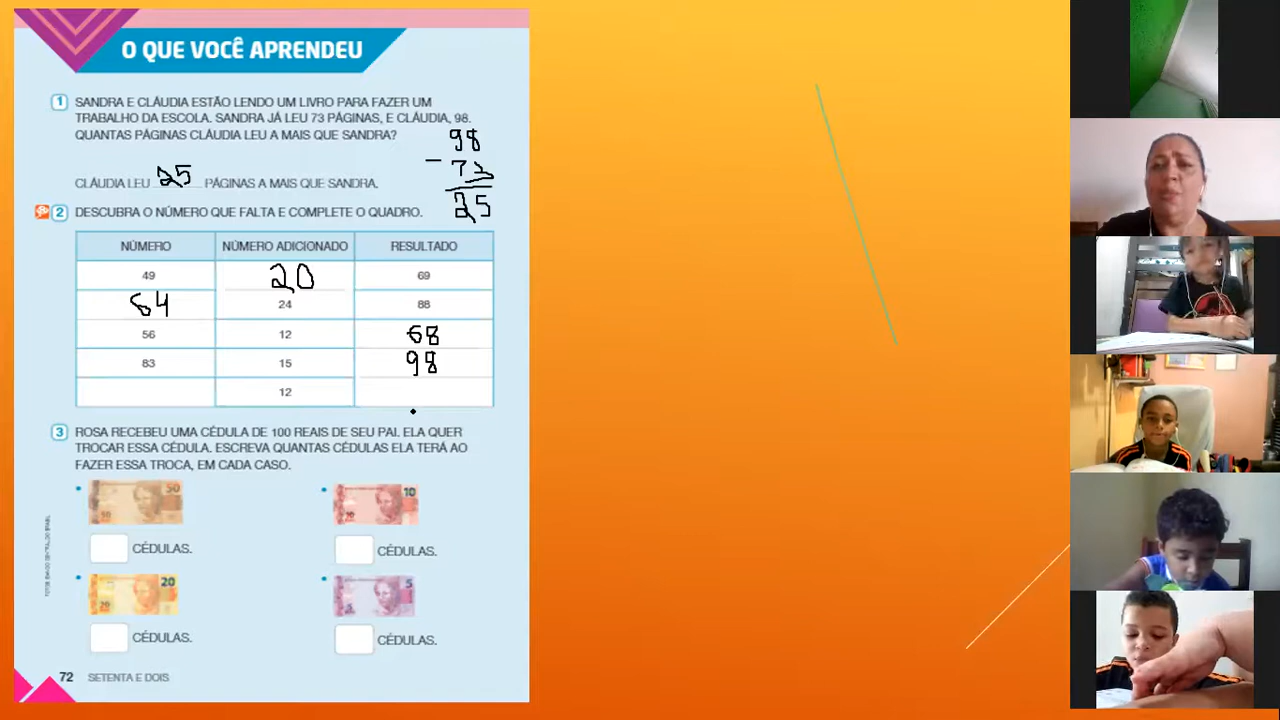 O QUE VOCÊ APRENDEU
1 SANDRA E CLÁUDIA ESTÃO LENDO UM LIVRO PARA FAZER UM
TRABALHO DA ESCOLA. SANDRA JÁ LEU 73 PÁGINAS, E CLÁUDIA, 98.
QUANTAS PÁGINAS CLÁUDIA LEU A MAIS QUE SANDRA?
98
- 73
25
CLÁUDIA LEU 25 PÁGINAS A MAIS QUE SANDRA.
2 DESCUBRA O NÚMERO QUE FALTA E COMPLETE O QUADRO.
NÚMERO NÚMERO ADICIONADO RESULTADO
49 20 69
64 24 88
56 12 68
83 15 98
12
3 ROSA RECEBEU UMA CÉDULA DE 100 REAIS DE SEU PAI. ELA QUER
TROCAR ESSA CÉDULA. ESCREVA QUANTAS CÉDULAS ELA TERÁ AO
FAZER ESSA TROCA, EM CADA CASO.
50 10
CÉDULAS. CÉDULAS.
20 5
CÉDULAS. CÉDULAS.
72 SETENTA E DOIS